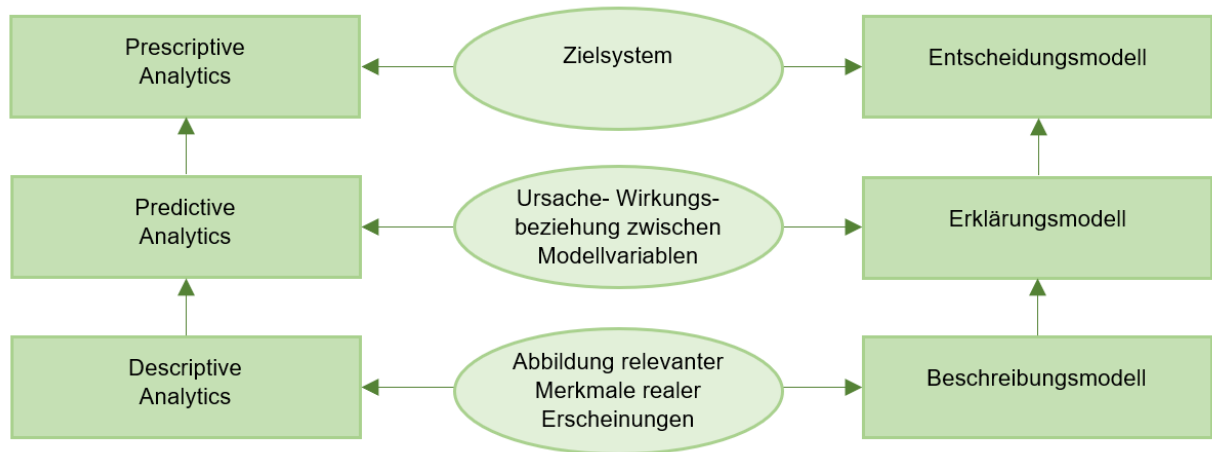 Prescriptive
Analytics
Zielsystem
Entscheidungsmodell
Predictive
Analytics
Ursache- Wirkungs-
beziehung zwischen
Modellvariablen
Erklärungsmodell
Descriptive
Analytics
Abbildung relevanter
Merkmale realer
Erscheinungen
Beschreibungsmodell